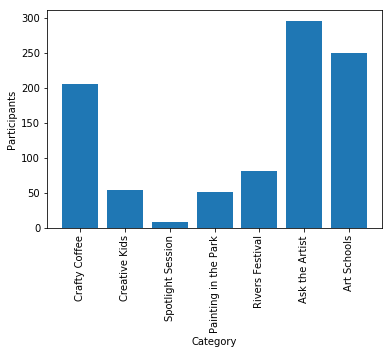 300
250
200
150
100
50
0
Participants
Crafty Coffee
Creative Kids
Spotlight Session
Painting in the Park
Rivers Festival
Ask the Artist
Art Schools
Category